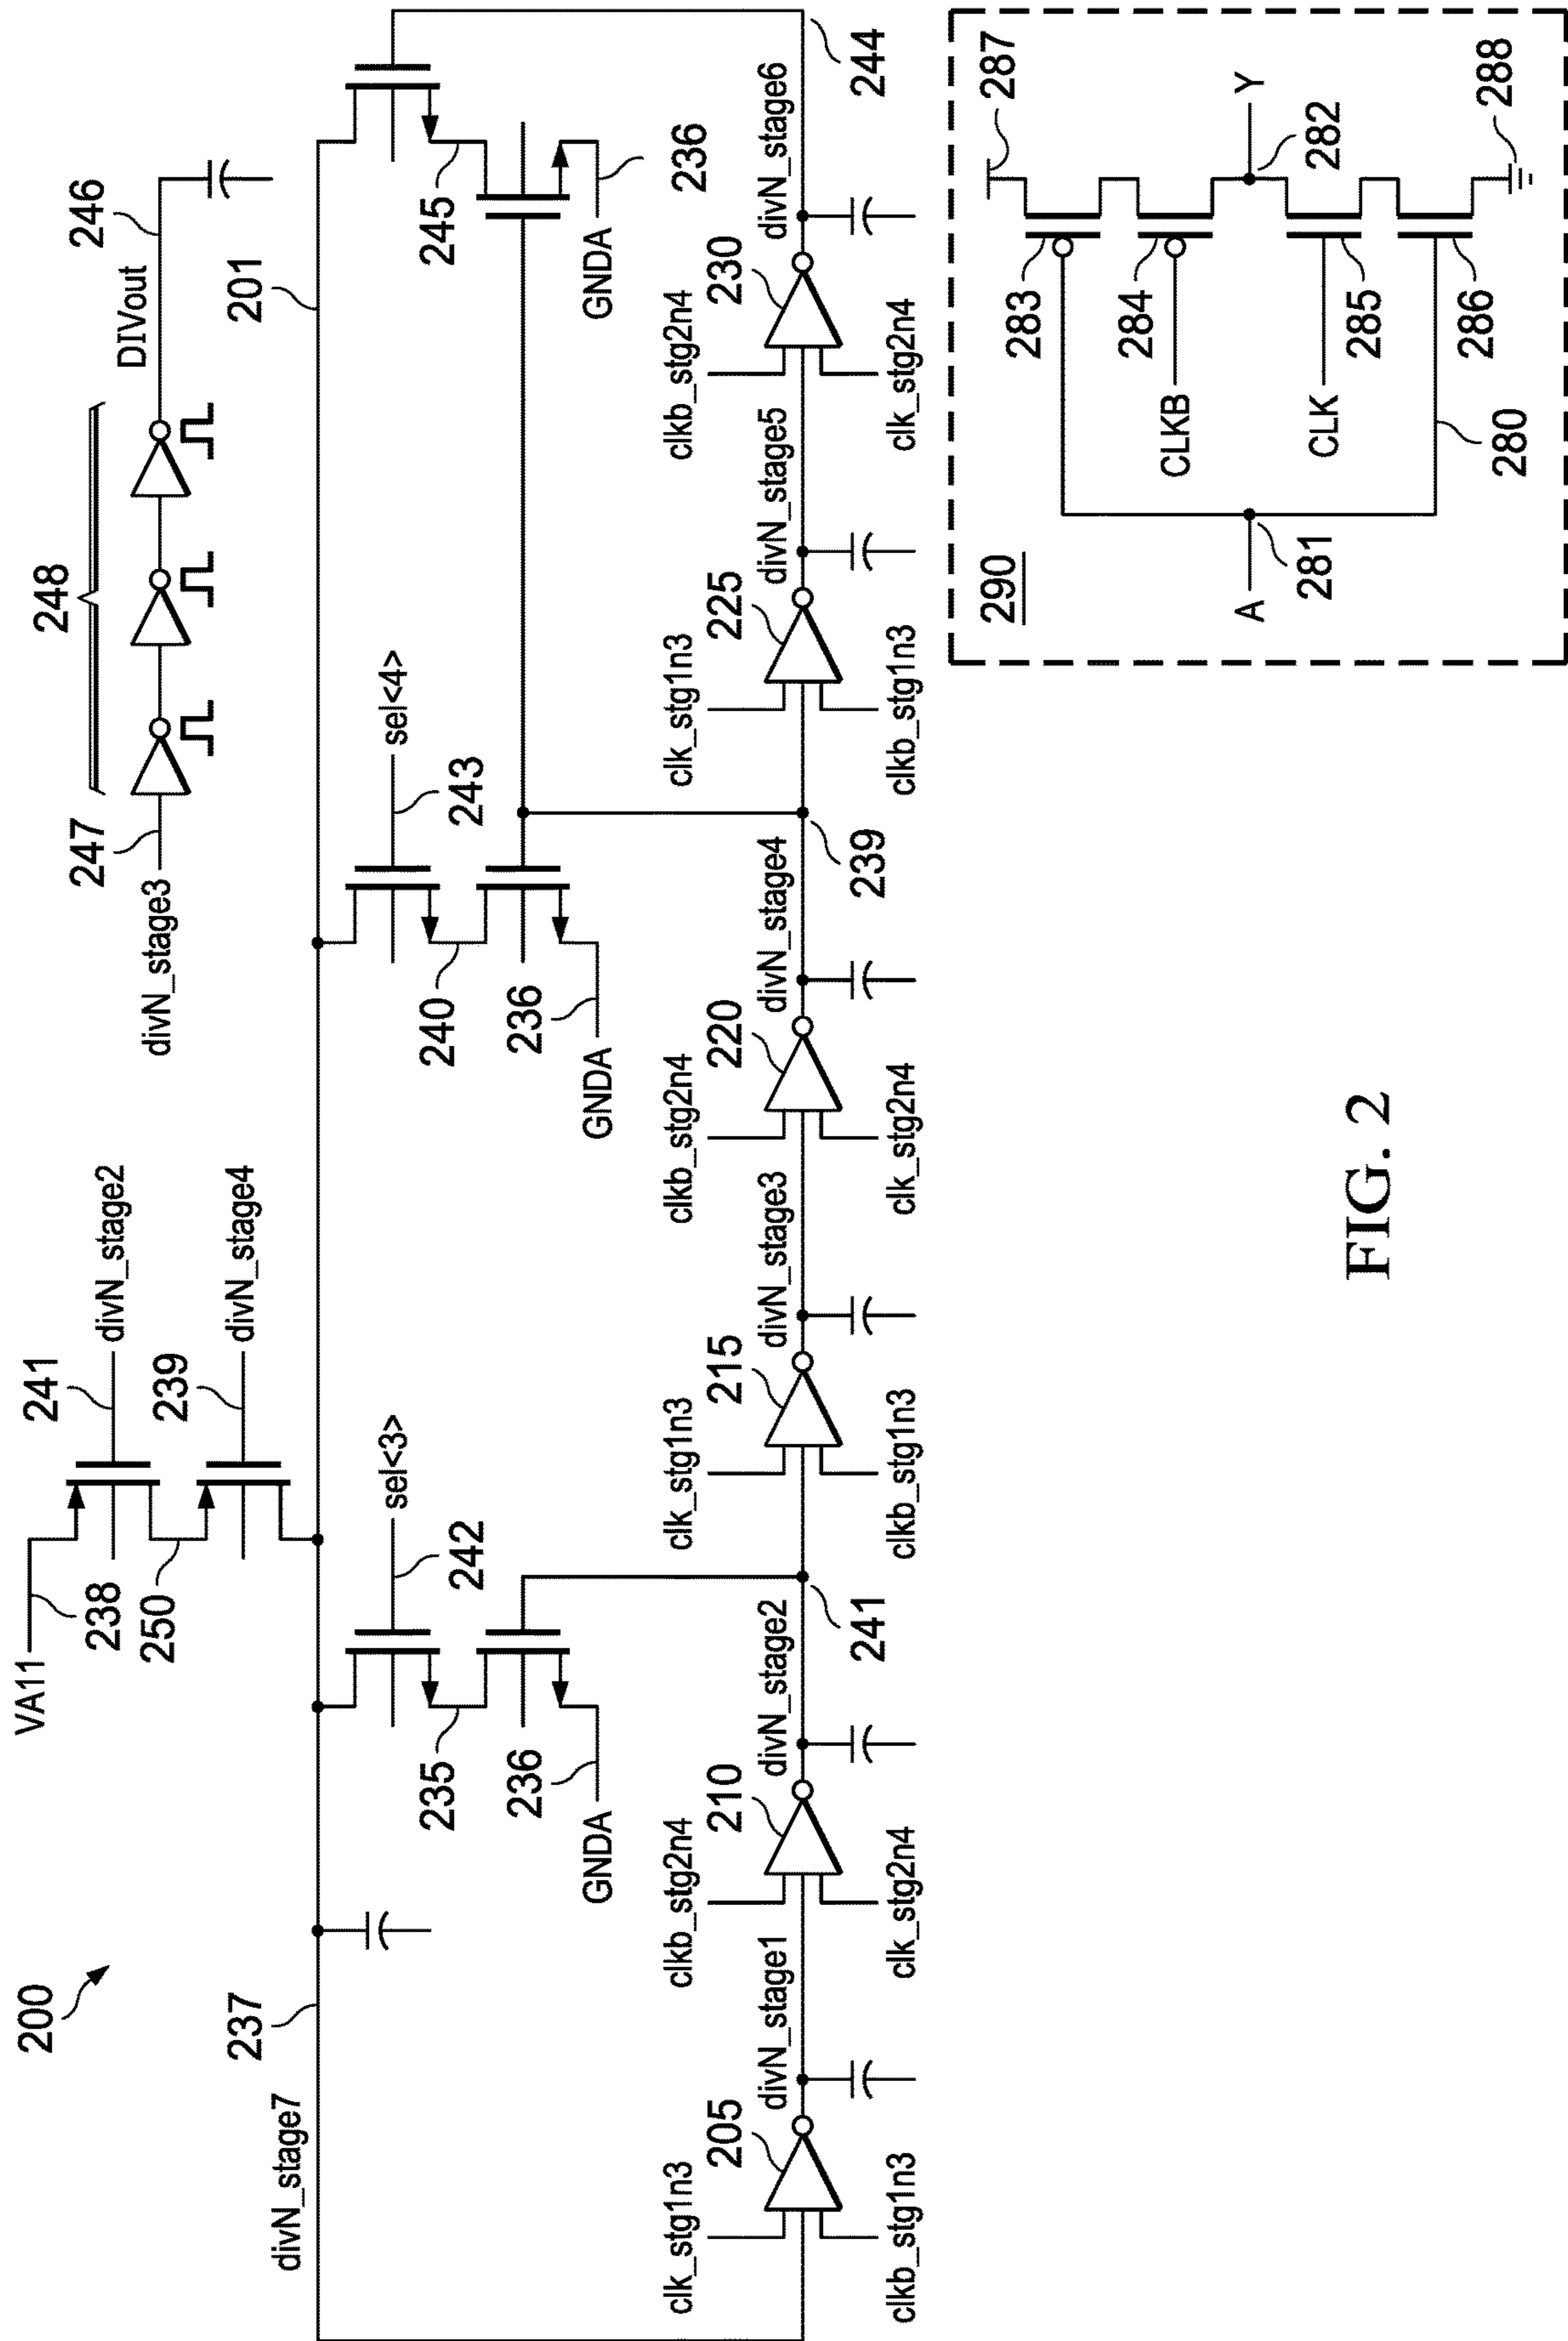 200
VA11
238
250
241
divN_stage2
239
divN_stage4
divN_stage3
247
248
DIVout
246
divN_stage7
237
201
235
236
GNDA
242
sel<3>
240
236
GNDA
243
sel<4>
245
GNDA
236
clk_stg1n3
205
divN_stage1
clkb_stg1n3
clkb_stg2n4
210
divN_stage2
clk_stg2n4
241
clk_stg1n3
215
divN_stage3
clkb_stg1n3
clkb_stg2n4
220
divN_stage4
clk_stg2n4
239
clk_stg1n3
225
divN_stage5
clkb_stg1n3
clkb_stg2n4
230
divN_stage6
clk_stg2n4
244
290
A
281
283
287
CLKB
284
Y
282
CLK
285
280
286
288
FIG. 2